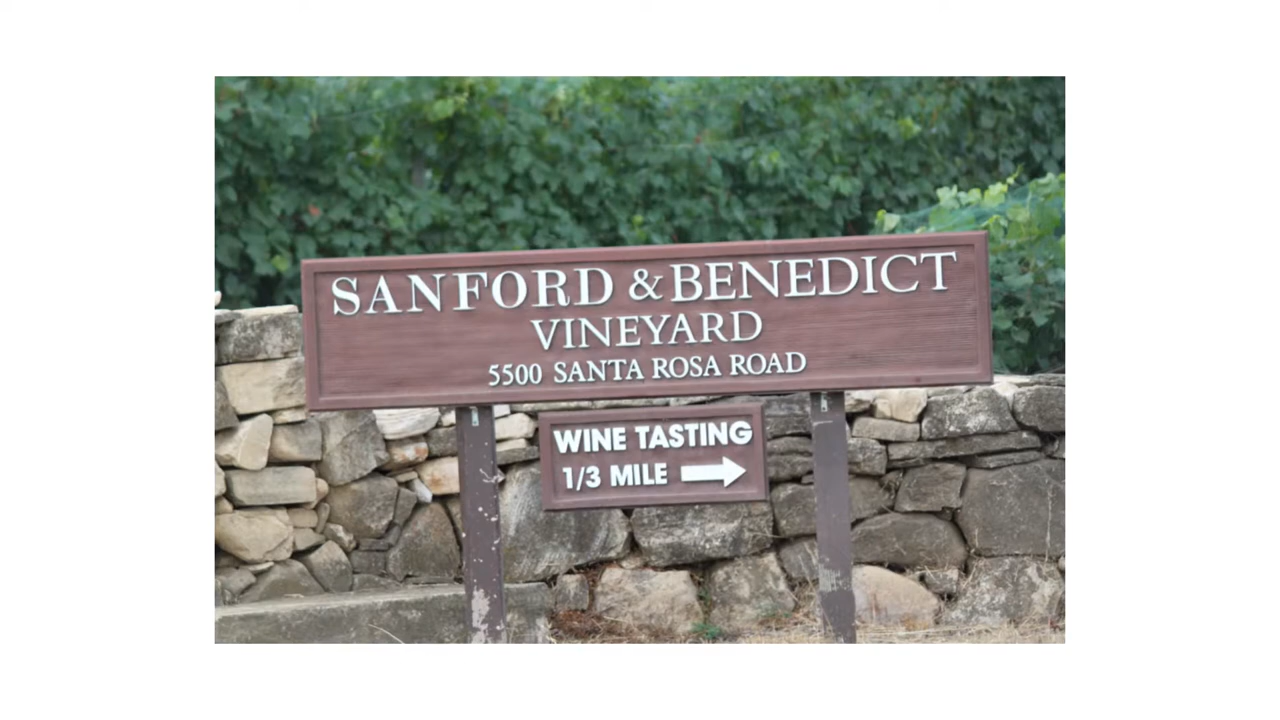 SANFORD & BENEDICT
VINEYARD
5500 SANTA ROSA ROAD
WINE TASTING
1/3 MILE